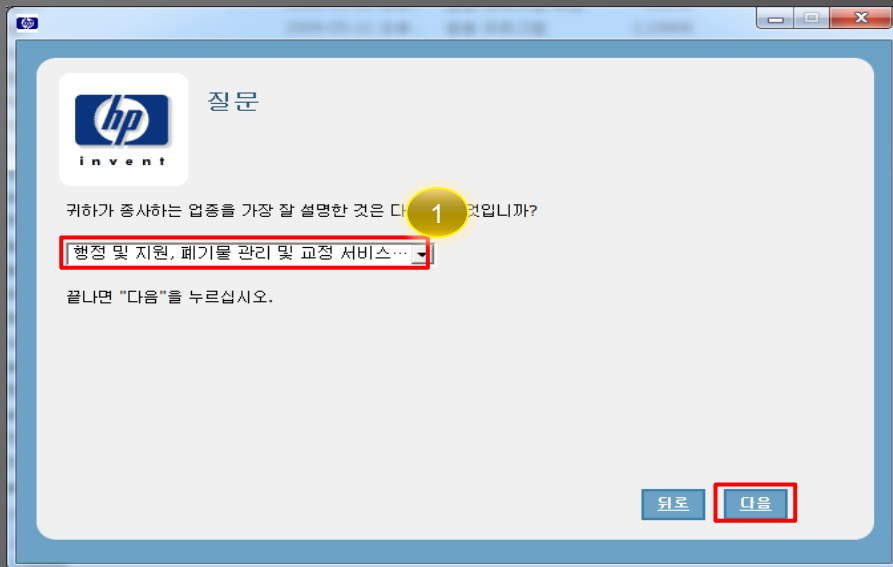 질문
hp
invent
귀하가 종사하는 업종을 가장 잘 설명한 것은 다 1 것입니까?
행정 및 지원, 폐기물 관리 및 교정 서비스…
끝나면 "다음"을 누르십시오.
뒤로 다음